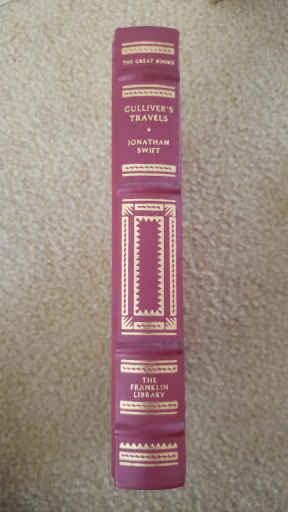 THE GREAT BOOKS
GULLIVER'S
TRAVELS
JONATHAN
SWIFT
THE
FRANKLIN
LIBRARY